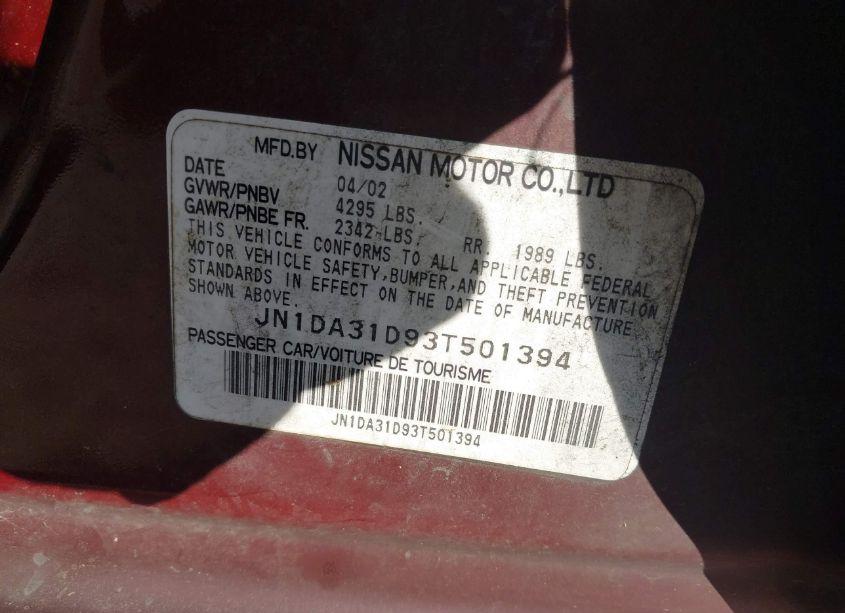 MFD.BY NISSAN MOTOR CO.,LTD
DATE 04/02
GVWR/PNBV 4295 LBS.
GAWR/PNBE FR. 2342 LBS. RR. 1989 LBS.
THIS VEHICLE CONFORMS TO ALL APPLICABLE FEDERAL
MOTOR VEHICLE SAFETY,BUMPER,AND THEFT PREVENTION
STANDARDS IN EFFECT ON THE DATE OF MANUFACTURE
SHOWN ABOVE.
JN1DA31D93T501394
PASSENGER CAR/VOITURE DE TOURISME
JN1DA31D93T501394